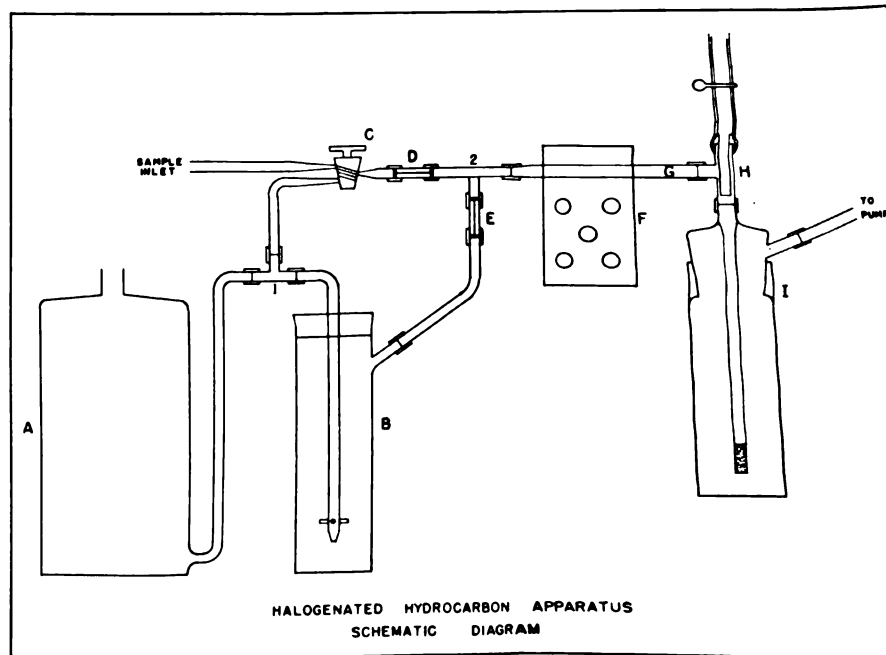 C
D
2
SAMPLE
INLET
H
G
E
F
TO
PUMP
1
I
A
B
HALOGENATED HYDROCARBON APPARATUS
SCHEMATIC DIAGRAM